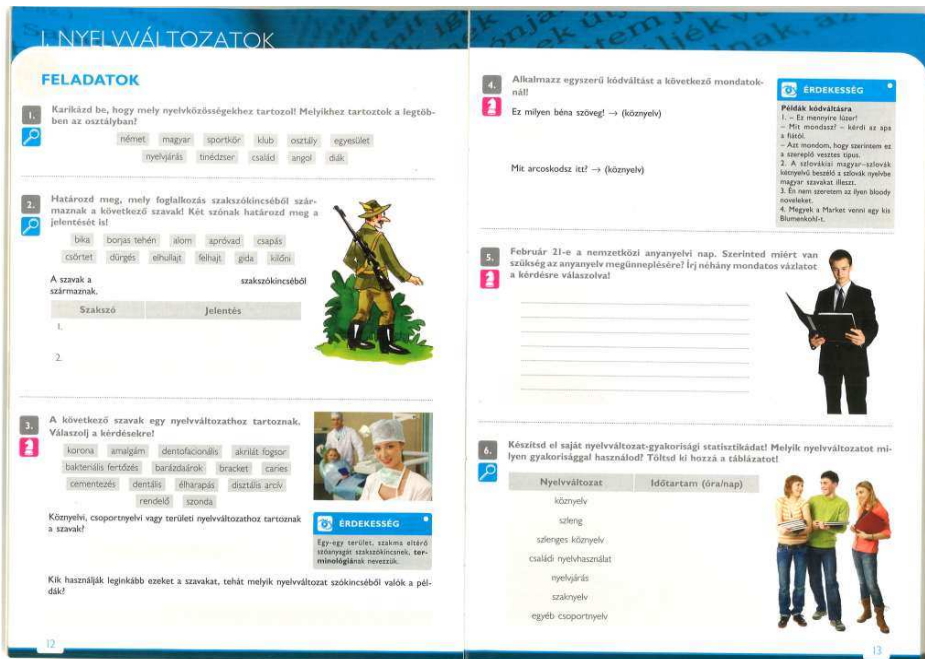 I. NYELVVÁLTOZATOK
FELADATOK
1.
Karikázd be, hogy mely nyelvközösségekhez tartozol! Melyikhez tartoztok a legtöb-
ben az osztályban?
német magyar sportkör klub osztály egyesület
nyelvjárás tinédzser család angol diák
2.
Határozd meg, mely foglalkozás szakszókincséből szár-
maznak a következő szavak! Két szónak határozd meg a
jelentését is!
bika borjas tehén alom apróvad csapás
csörtet dürgés elhullajt felhajt gida kilőni
A szavak a szakszókincséből
származnak.
Szakszó Jelentés
1.
2.
3.
A következő szavak egy nyelvváltozathoz tartoznak.
Válaszolj a kérdésekre!
korona amalgám dentofacionális akrilát fogsor
bakteriális fertőzés barázdaárok bracket caries
cementezés dentális élharapás disztális arcív
rendelő szonda
Köznyelvi, csoportnyelvi vagy területi nyelvváltozathoz tartoznak
a szavak?
ÉRDEKESSÉG
Egy-egy terület, szakma eltérő
szóanyagát szakszókincsnek, ter-
minológiának nevezzük.
Kik használják leginkább ezeket a szavakat, tehát melyik nyelvváltozat szókincséből valók a pél-
dák?
12
4.
Alkalmazz egyszerű kódváltást a következő mondatok-
nál!
Ez milyen béna szöveg! → (köznyelv)
Mit arcoskodsz itt? → (köznyelv)
ÉRDEKESSÉG
Példák kódváltásra
1. – Ez mennyire lúzer!
– Mit mondasz? – kérdi az apa
a fiától.
– Azt mondom, hogy szerintem ez
a szereplő vesztes típus.
2. A szlovákiai magyar–szlovák
kétnyelvű beszélő a szlovák nyelvbe
magyar szavakat illeszt.
3. Én nem szeretem az ilyen bloody
noveleket.
4. Megyek a Market venni egy kis
Blumenkohl-t.
5.
Február 21-e a nemzetközi anyanyelvi nap. Szerinted miért van
szükség az anyanyelv megünneplésére? Írj néhány mondatos vázlatot
a kérdésre válaszolva!
6.
Készítsd el saját nyelvváltozat-gyakorisági statisztikádat! Melyik nyelvváltozatot mi-
lyen gyakorisággal használod? Töltsd ki hozzá a táblázatot!
Nyelvváltozat Időtartam (óra/nap)
köznyelv
szleng
szlenges köznyelv
családi nyelvhasználat
nyelvjárás
szaknyelv
egyéb csoportnyelv
13